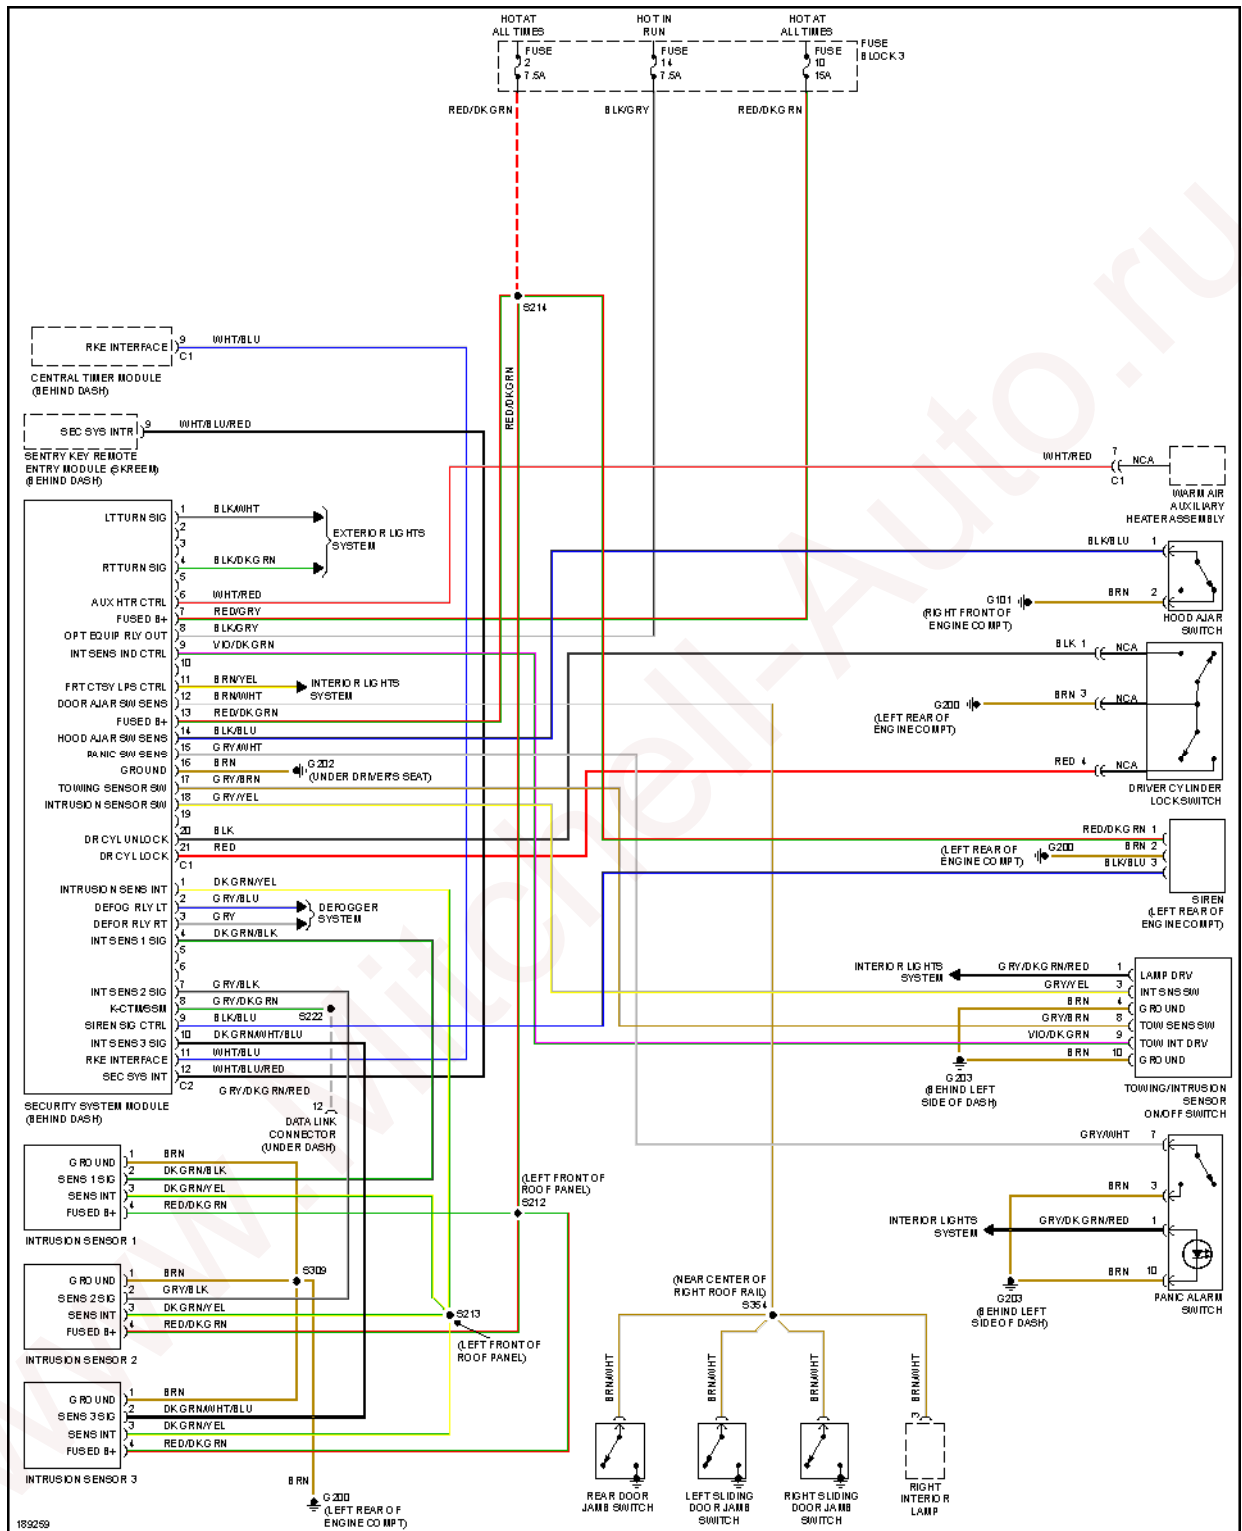 HOT AT
ALL TIMES
HOT IN
RUN
HOT AT
ALL TIMES
FUSE
2
7.5A
FUSE
14
7.5A
FUSE
10
15A
FUSE
BLOCK 3
RED/DK GRN
BLK/GRY
RED/DK GRN
S214
RED/DK GRN
RKE INTERFACE
9
C1
WHT/BLU
CENTRAL TIMER MODULE
(BEHIND DASH)
SEC SYS INTR
9
WHT/BLU/RED
SENTRY KEY REMOTE
ENTRY MODULE (SKREEM)
(BEHIND DASH)
LT TURN SIG
1
BLK/WHT
2
3
RT TURN SIG
4
BLK/DK GRN
5
EXTERIOR LIGHTS
SYSTEM
AUX HTR CTRL
6
WHT/RED
FUSED B+
7
RED/GRY
OPT EQUIP RLY OUT
8
BLK/GRY
INT SENS IND CTRL
9
VIO/DK GRN
10
FRT CTSY LPS CTRL
11
BRN/YEL
INTERIOR LIGHTS
SYSTEM
DOOR AJAR SW SENS
12
BRN/WHT
FUSED B+
13
RED/DK GRN
HOOD AJAR SW SENS
14
BLK/BLU
PANIC SW SENS
15
GRY/WHT
GROUND
16
BRN
G202
(UNDER DRIVER'S SEAT)
TOWING SENSOR SW
17
GRY/BRN
INTRUSION SENSOR SW
18
GRY/YEL
19
DR CYL UNLOCK
20
BLK
DR CYL LOCK
21
RED
C1
INTRUSION SENS INT
1
DK GRN/YEL
DEFOG RLY LT
2
GRY/BLU
DEFOR RLY RT
3
GRY
DEFOGGER
SYSTEM
INT SENS 1 SIG
4
DK GRN/BLK
5
6
INT SENS 2 SIG
7
GRY/BLK
K-CTM/SSM
8
GRY/DK GRN
S222
SIREN SIG CTRL
9
BLK/BLU
INT SENS 3 SIG
10
DK GRN/WHT/BLU
RKE INTERFACE
11
WHT/BLU
SEC SYS INT
12
WHT/BLU/RED
C2
GRY/DK GRN/RED
SECURITY SYSTEM MODULE
(BEHIND DASH)
12
DATA LINK
CONNECTOR
(UNDER DASH)
GROUND
1
BRN
SENS 1 SIG
2
DK GRN/BLK
SENS INT
3
DK GRN/YEL
FUSED B+
4
RED/DK GRN
INTRUSION SENSOR 1
GROUND
1
BRN
SENS 2 SIG
2
GRY/BLK
SENS INT
3
DK GRN/YEL
FUSED B+
4
RED/DK GRN
INTRUSION SENSOR 2
GROUND
1
BRN
SENS 3 SIG
2
DK GRN/WHT/BLU
SENS INT
3
DK GRN/YEL
FUSED B+
4
RED/DK GRN
INTRUSION SENSOR 3
(LEFT FRONT OF
ROOF PANEL)
S212
S309
S213
(LEFT FRONT OF
ROOF PANEL)
BRN
G200
(LEFT REAR OF
ENGINE COMPT)
WHT/RED
7
NCA
C1
WARM AIR
AUXILIARY
HEATER ASSEMBLY
BLK/BLU
1
G101
(RIGHT FRONT OF
ENGINE COMPT)
BRN
2
HOOD AJAR
SWITCH
BLK 1
NCA
G200
(LEFT REAR OF
ENGINE COMPT)
BRN 3
NCA
RED 4
NCA
DRIVER CYLINDER
LOCK SWITCH
RED/DK GRN 1
(LEFT REAR OF
ENGINE COMPT)
G200
BRN 2
BLK/BLU 3
SIREN
(LEFT REAR OF
ENGINE COMPT)
INTERIOR LIGHTS
SYSTEM
GRY/DK GRN/RED
1
LAMP DRV
GRY/YEL
3
INT SNS SW
BRN
4
GROUND
GRY/BRN
8
TOW SENS SW
VIO/DK GRN
9
TOW INT DRV
BRN
10
GROUND
G203
(BEHIND LEFT
SIDE OF DASH)
TOWING/INTRUSION
SENSOR
ON/OFF SWITCH
GRY/WHT
7
BRN
3
INTERIOR LIGHTS
SYSTEM
GRY/DK GRN/RED
1
BRN
10
G203
(BEHIND LEFT
SIDE OF DASH)
PANIC ALARM
SWITCH
(NEAR CENTER OF
RIGHT ROOF RAIL)
S354
BRN/WHT
BRN/WHT
BRN/WHT
BRN/WHT
3
REAR DOOR
JAMB SWITCH
LEFT SLIDING
DOOR JAMB
SWITCH
RIGHT SLIDING
DOOR JAMB
SWITCH
RIGHT
INTERIOR
LAMP
189259
www.Mitchell-Auto.ru